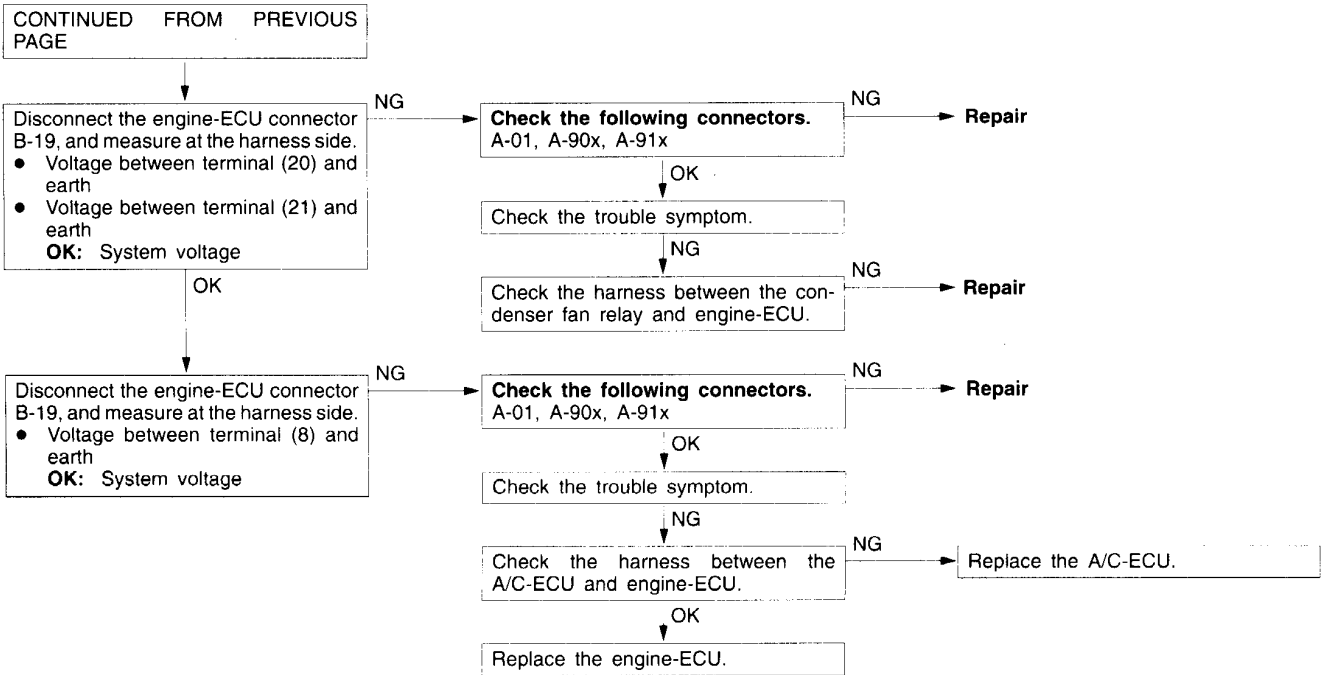 CONTINUED FROM PREVIOUS
PAGE
Disconnect the engine-ECU connector
B-19, and measure at the harness side.
● Voltage between terminal (20) and
earth
● Voltage between terminal (21) and
earth
OK: System voltage
NG
Check the following connectors.
A-01, A-90x, A-91x
NG
Repair
OK
Check the trouble symptom.
NG
Check the harness between the con-
denser fan relay and engine-ECU.
NG
Repair
OK
Disconnect the engine-ECU connector
B-19, and measure at the harness side.
● Voltage between terminal (8) and
earth
OK: System voltage
NG
Check the following connectors.
A-01, A-90x, A-91x
NG
Repair
OK
Check the trouble symptom.
NG
Check the harness between the
A/C-ECU and engine-ECU.
NG
Replace the A/C-ECU.
OK
Replace the engine-ECU.